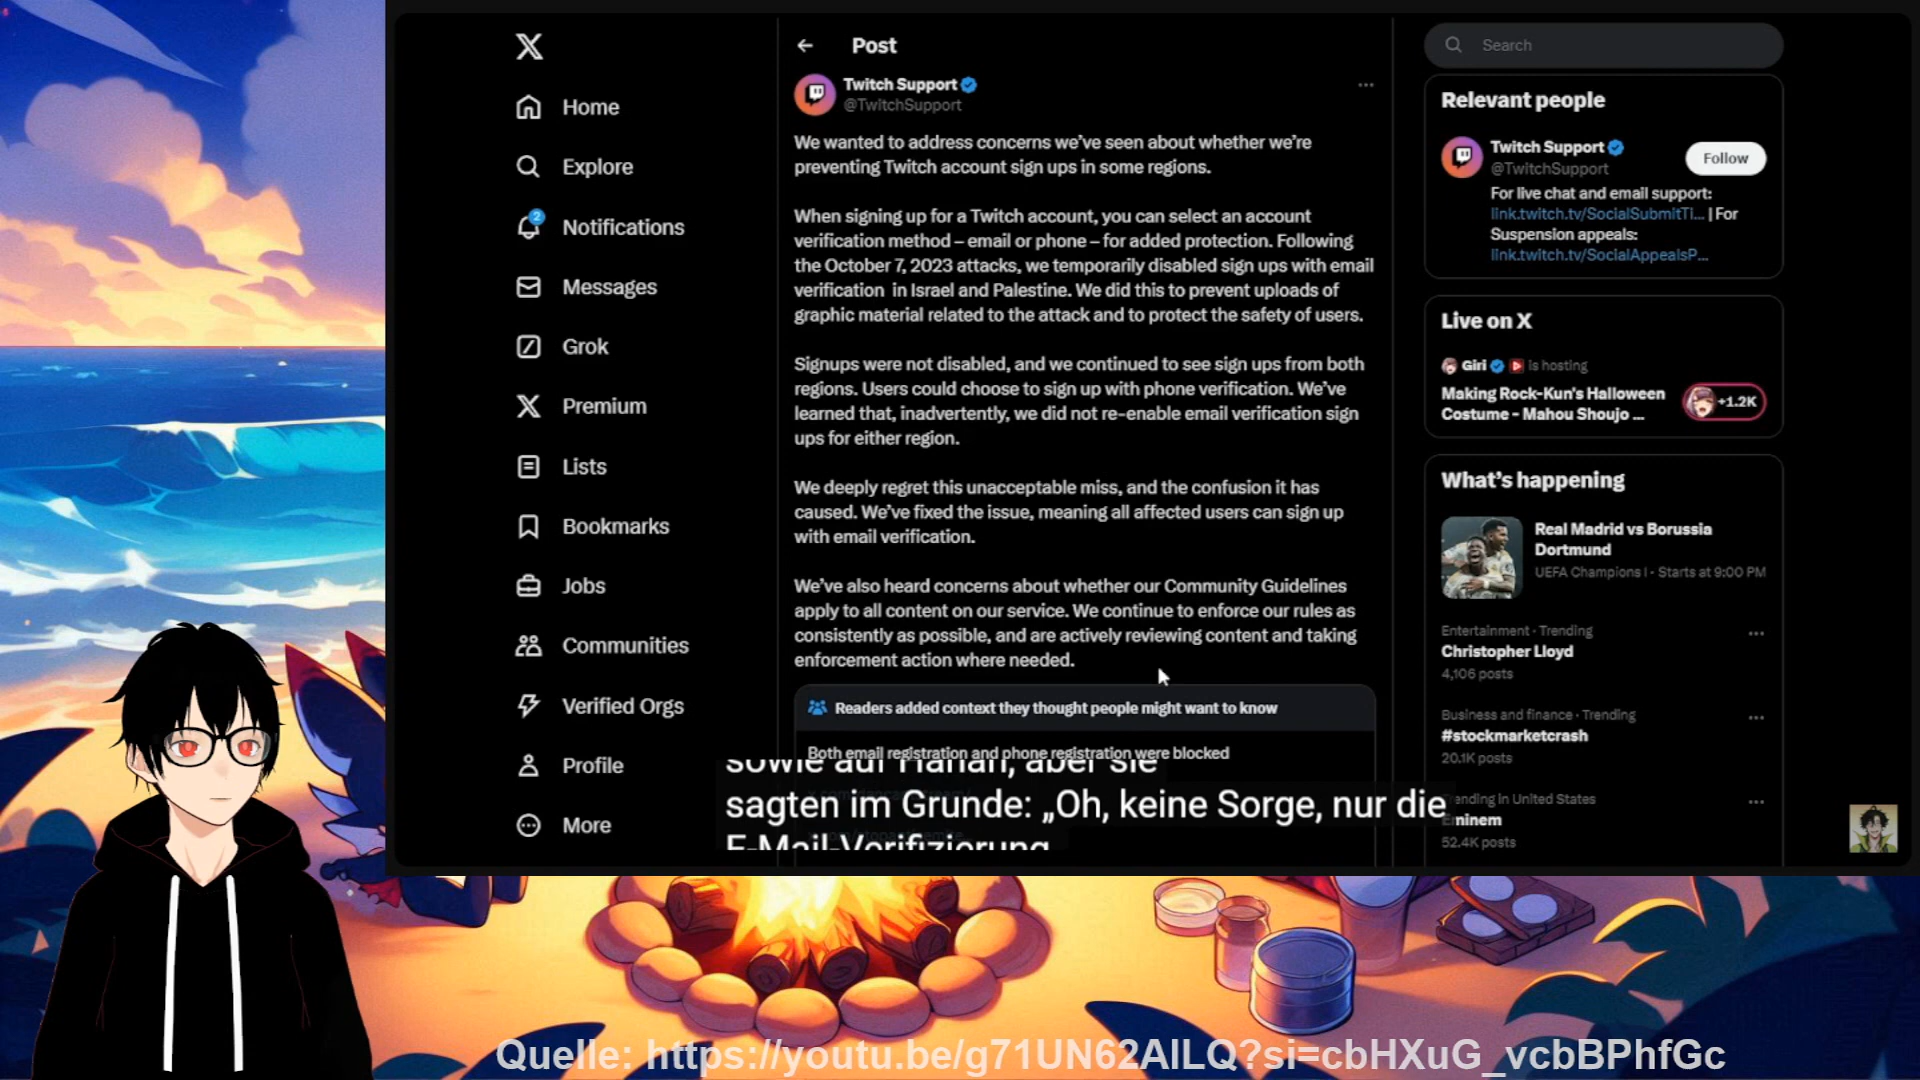 Home
Explore
2
Notifications
Messages
Grok
Premium
Lists
Bookmarks
Jobs
Communities
Verified Orgs
Profile
More
Post
Twitch Support
@TwitchSupport
We wanted to address concerns we've seen about whether we're
preventing Twitch account sign ups in some regions.
When signing up for a Twitch account, you can select an account
verification method – email or phone – for added protection. Following
the October 7, 2023 attacks, we temporarily disabled sign ups with email
verification in Israel and Palestine. We did this to prevent uploads of
graphic material related to the attack and to protect the safety of users.
Signups were not disabled, and we continued to see sign ups from both
regions. Users could choose to sign up with phone verification. We've
learned that, inadvertently, we did not re-enable email verification sign
ups for either region.
We deeply regret this unacceptable miss, and the confusion it has
caused. We've fixed the issue, meaning all affected users can sign up
with email verification.
We've also heard concerns about whether our Community Guidelines
apply to all content on our service. We continue to enforce our rules as
consistently as possible, and are actively reviewing content and taking
enforcement action where needed.
Readers added context they thought people might want to know
Both email registration and phone registration were blocked
sowie auf aber sie
sagten im Grunde: „Oh, keine Sorge, nur die
E-Mail-Verifizierung
Search
Relevant people
Twitch Support
@TwitchSupport
Follow
For live chat and email support:
link.twitch.tv/SocialSubmitTi... | For
Suspension appeals:
link.twitch.tv/SocialAppealsP...
Live on X
Giri is hosting
Making Rock-Kun's Halloween
Costume - Mahou Shoujo ...
+1.2K
What's happening
Real Madrid vs Borussia
Dortmund
UEFA Champions l · Starts at 9:00 PM
Entertainment · Trending
Christopher Lloyd
4,106 posts
Business and finance · Trending
#stockmarketcrash
20.1K posts
Trending in United States
Eminem
52.4K posts
Quelle: https://youtu.be/g71UN62AILQ?si=cbHXuG_vcbBPhfGc